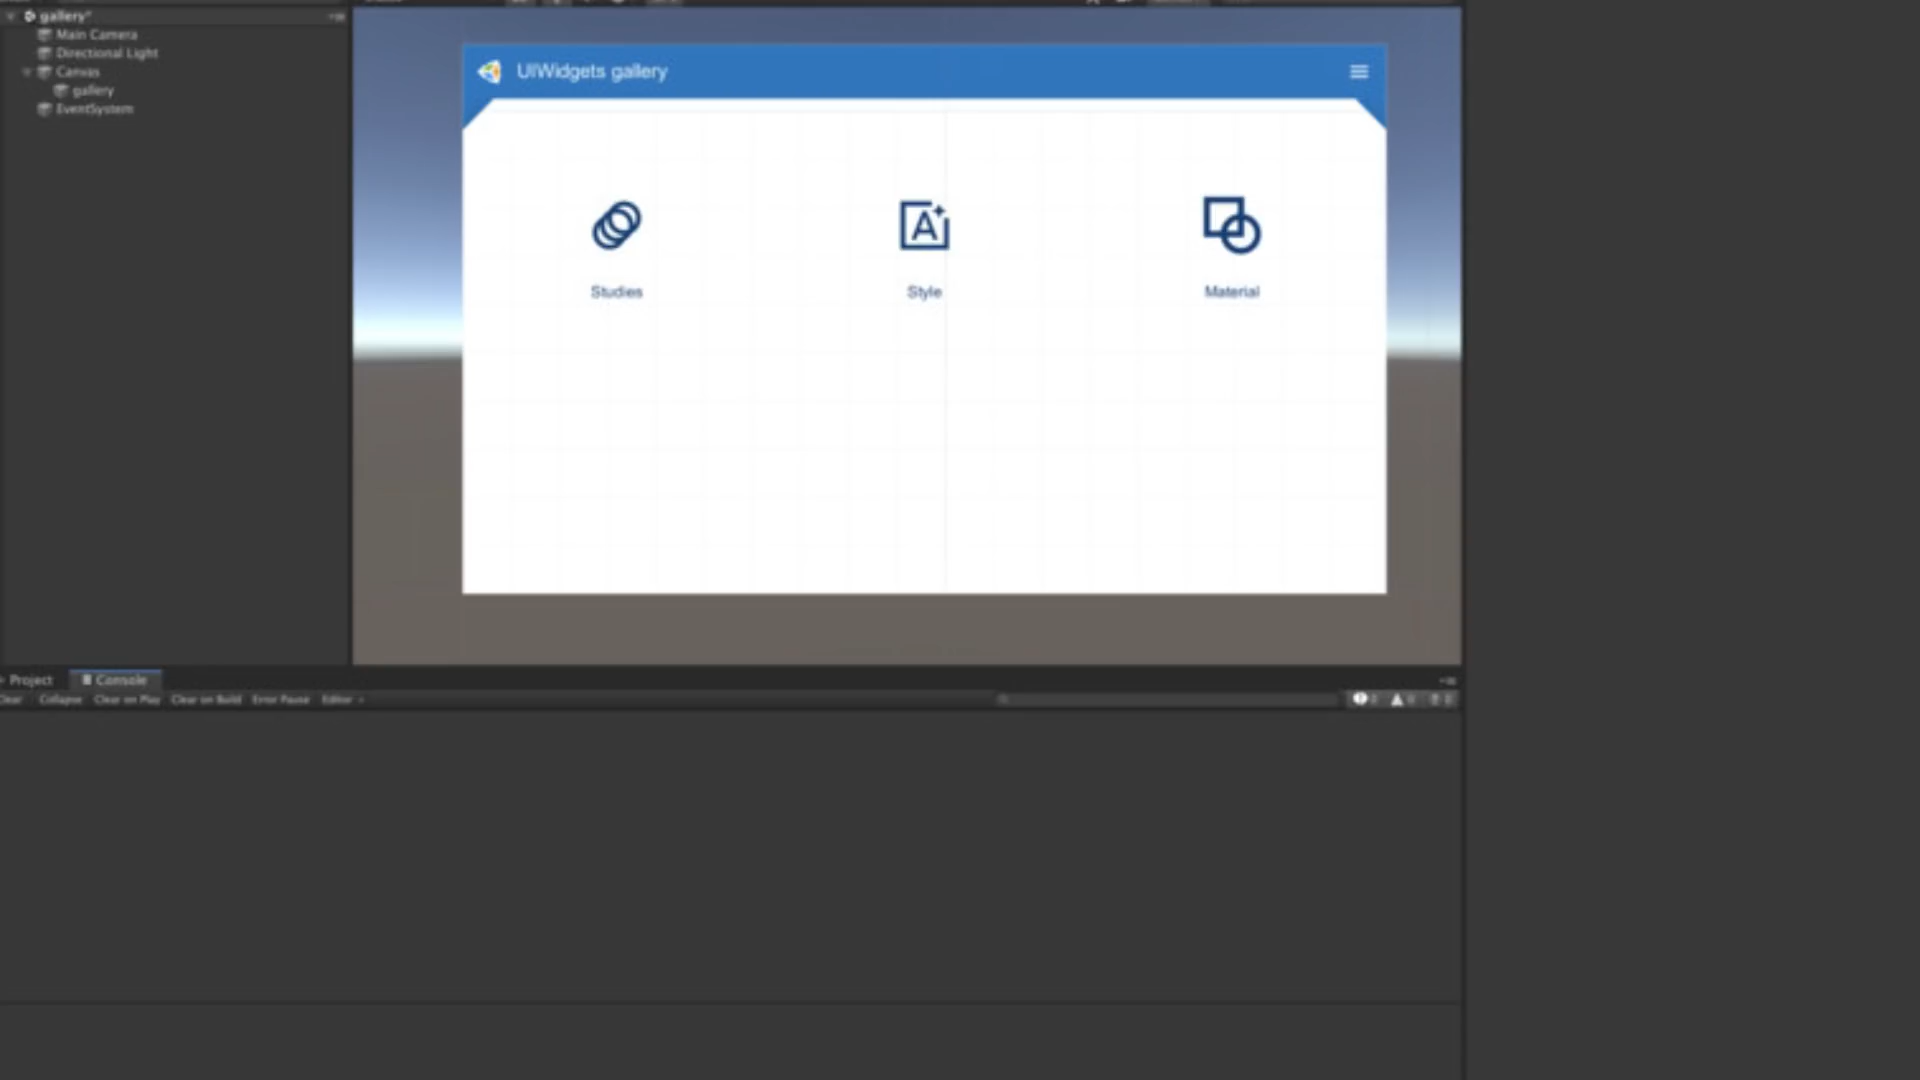 gallery*
Main Camera
Directional Light
Canvas
gallery
EventSystem
UIWidgets gallery
Studies
Style
Material
Project
Console
Clear
Collapse
Clear on Play
Clear on Build
Error Pause
Editor